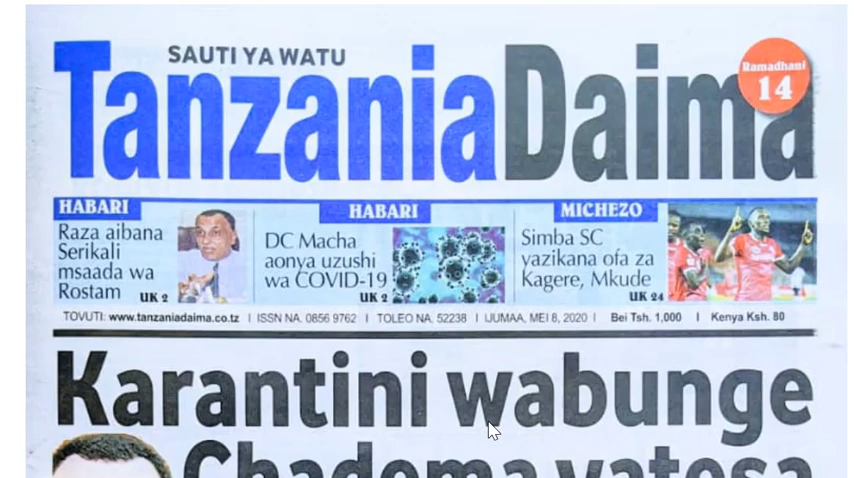 SAUTI YA WATU
TanzaniaDaima
Ramadhani
14
HABARI
Raza aibana
Serikali
msaada wa
Rostam
UK 2
HABARI
DC Macha
aonya uzushi
wa COVID-19
UK 2
MICHEZO
Simba SC
yazikana ofa za
Kagere, Mkude
UK 24
TOVUTI: www.tanzaniadaima.co.tz | ISSN NA. 0856 9762 | TOLEO NA. 52238 | IJUMAA, MEI 8, 2020 | Bei Tsh. 1,000 | Kenya Ksh. 80
Karantini wabunge
Chadema yatesa